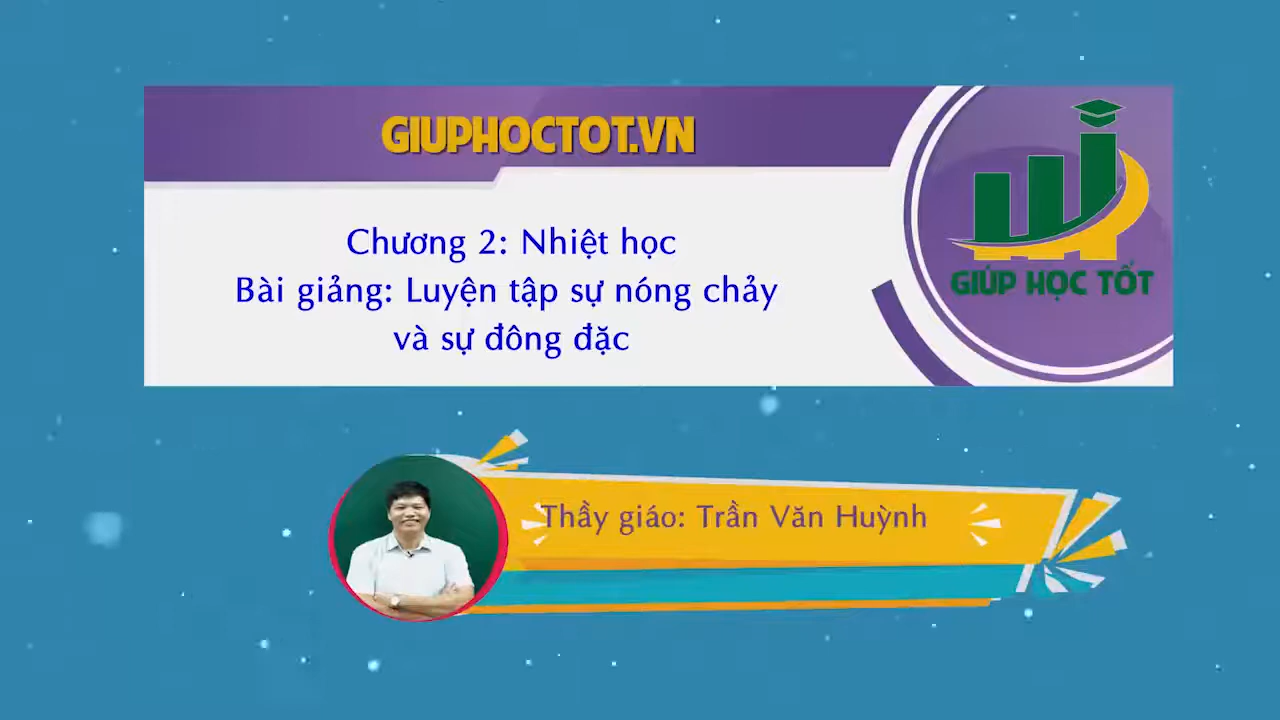 GIUPHOCTOT.VN
GIÚP HỌC TỐT
Chương 2: Nhiệt học
Bài giảng: Luyện tập sự nóng chảy
và sự đông đặc
Thầy giáo: Trần Văn Huỳnh